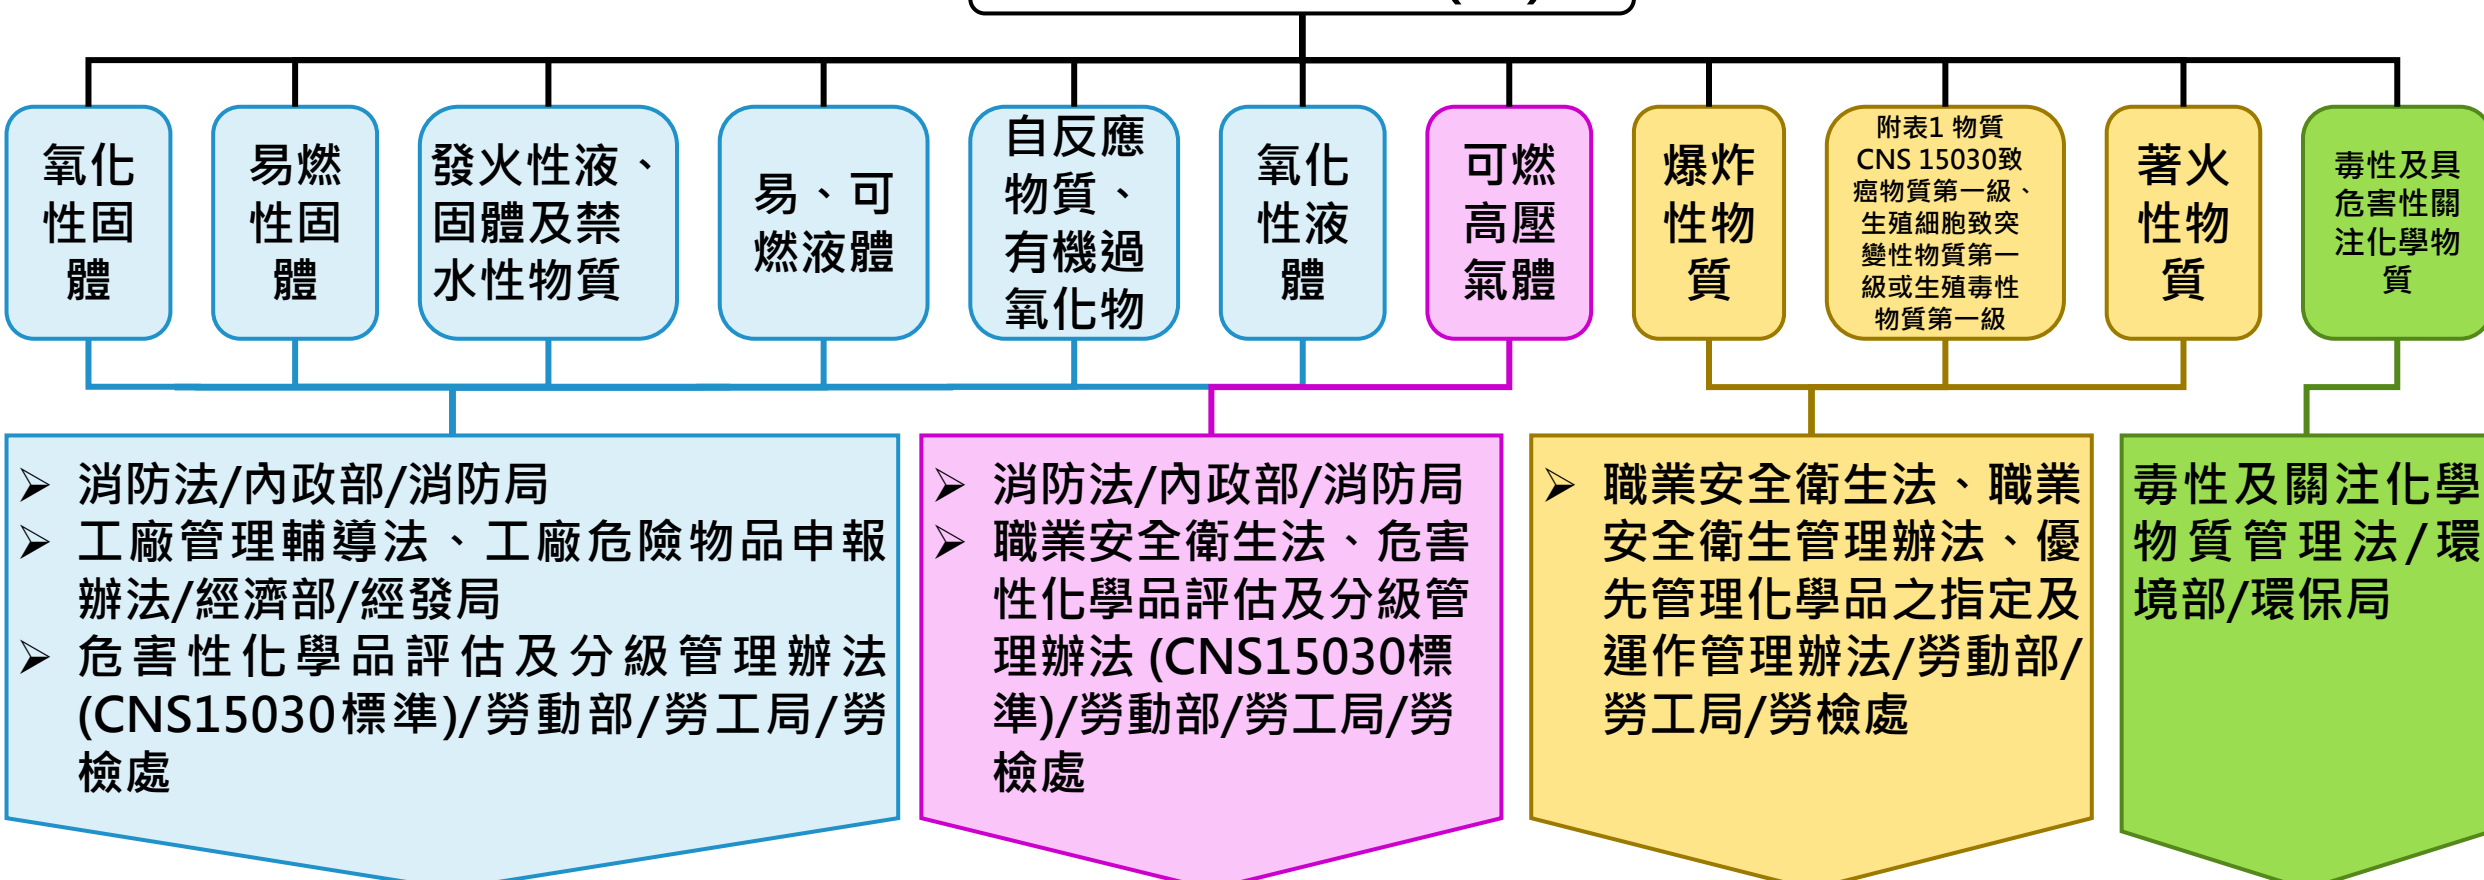 氧化
性固
體
易燃
性固
體
發火性液、
固體及禁
水性物質
易、可
燃液體
自反應
物質、
有機過
氧化物
氧化
性液
體
可燃
高壓
氣體
爆炸
性物
質
附表1 物質
CNS 15030致
癌物質第一級、
生殖細胞致突
變性物質第一
級或生殖毒性
物質第一級
著火
性物
質
毒性及具
危害性關
注化學物
質
➢ 消防法/內政部/消防局
➢ 工廠管理輔導法、工廠危險物品申報
辦法/經濟部/經發局
➢ 危害性化學品評估及分級管理辦法
(CNS15030標準)/勞動部/勞工局/勞
檢處
➢ 消防法/內政部/消防局
➢ 職業安全衛生法、危害
性化學品評估及分級管
理辦法 (CNS15030標
準)/勞動部/勞工局/勞
檢處
➢ 職業安全衛生法、職業
安全衛生管理辦法、優
先管理化學品之指定及
運作管理辦法/勞動部/
勞工局/勞檢處
毒性及關注化學
物質管理法/環
境部/環保局